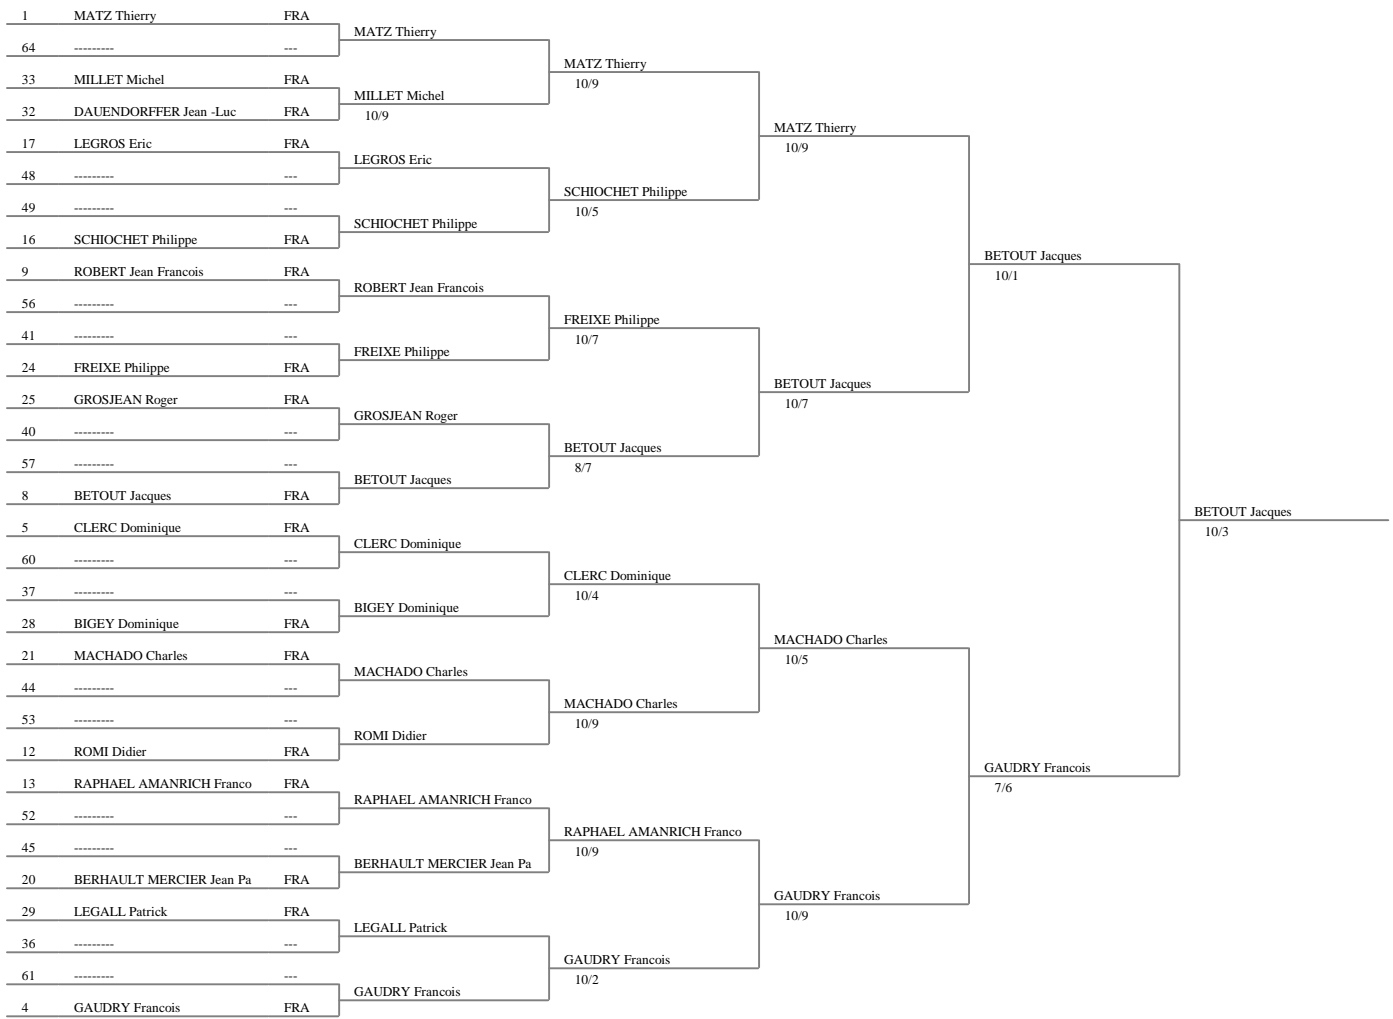 1 MATZ Thierry FRA
64 --------- ---
33 MILLET Michel FRA
32 DAUENDORFFER Jean -Luc FRA
17 LEGROS Eric FRA
48 --------- ---
49 --------- ---
16 SCHIOCHET Philippe FRA
9 ROBERT Jean Francois FRA
56 --------- ---
41 --------- ---
24 FREIXE Philippe FRA
25 GROSJEAN Roger FRA
40 --------- ---
57 --------- ---
8 BETOUT Jacques FRA
5 CLERC Dominique FRA
60 --------- ---
37 --------- ---
28 BIGEY Dominique FRA
21 MACHADO Charles FRA
44 --------- ---
53 --------- ---
12 ROMI Didier FRA
13 RAPHAEL AMANRICH Franco FRA
52 --------- ---
45 --------- ---
20 BERHAULT MERCIER Jean Pa FRA
29 LEGALL Patrick FRA
36 --------- ---
61 --------- ---
4 GAUDRY Francois FRA
MATZ Thierry
MILLET Michel
10/9
LEGROS Eric
SCHIOCHET Philippe
ROBERT Jean Francois
FREIXE Philippe
GROSJEAN Roger
BETOUT Jacques
CLERC Dominique
BIGEY Dominique
MACHADO Charles
ROMI Didier
RAPHAEL AMANRICH Franco
BERHAULT MERCIER Jean Pa
LEGALL Patrick
GAUDRY Francois
MATZ Thierry
10/9
SCHIOCHET Philippe
10/5
FREIXE Philippe
10/7
BETOUT Jacques
8/7
CLERC Dominique
10/4
MACHADO Charles
10/9
RAPHAEL AMANRICH Franco
10/9
GAUDRY Francois
10/2
MATZ Thierry
10/9
BETOUT Jacques
10/7
MACHADO Charles
10/5
GAUDRY Francois
10/9
BETOUT Jacques
10/1
GAUDRY Francois
7/6
BETOUT Jacques
10/3